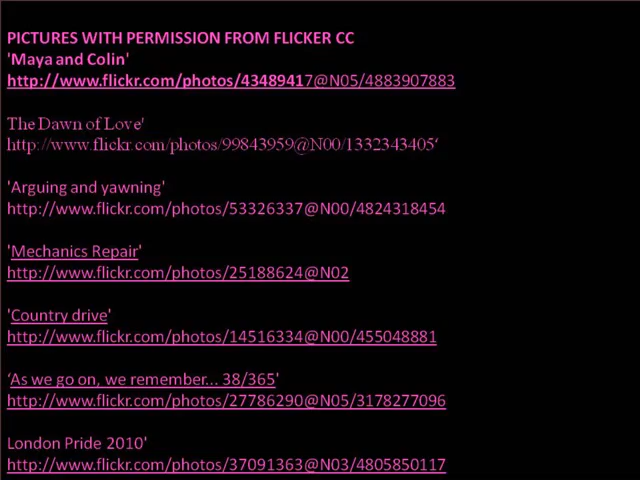 PICTURES WITH PERMISSION FROM FLICKER CC
'Maya and Colin'
http://www.flickr.com/photos/43489417@N05/4883907883
The Dawn of Love'
http://www.flickr.com/photos/99843959@N00/1332343405‘
'Arguing and yawning'
http://www.flickr.com/photos/53326337@N00/4824318454
'Mechanics Repair'
http://www.flickr.com/photos/25188624@N02
'Country drive'
http://www.flickr.com/photos/14516334@N00/455048881
‘As we go on, we remember... 38/365'
http://www.flickr.com/photos/27786290@N05/3178277096
London Pride 2010'
http://www.flickr.com/photos/37091363@N03/4805850117